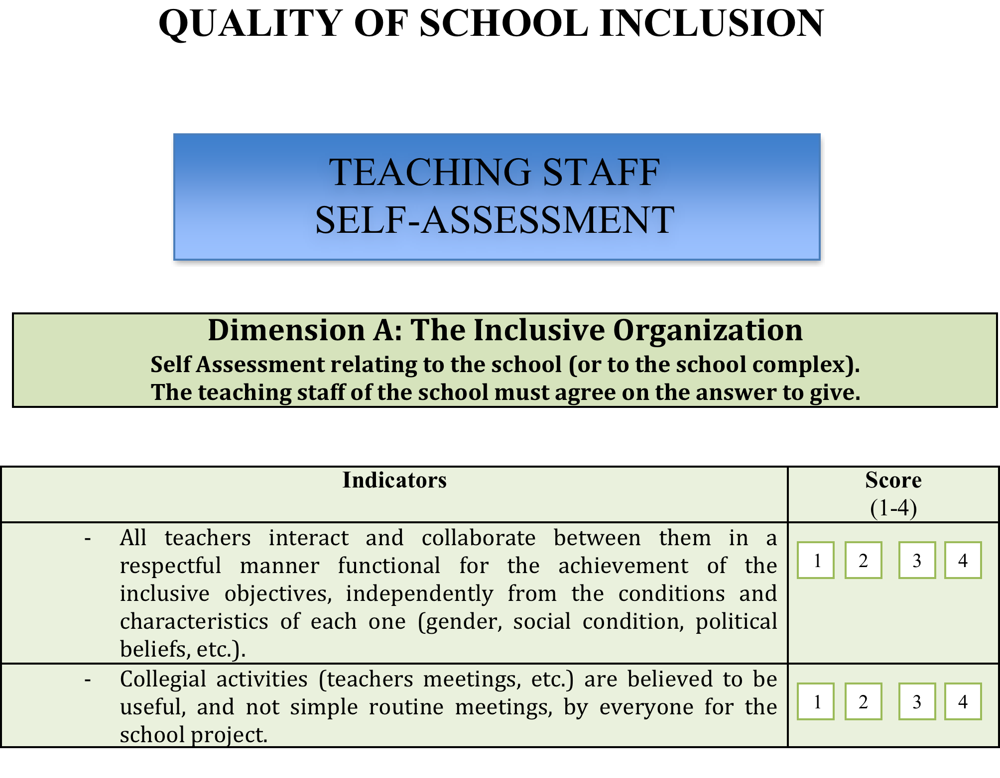 QUALITY OF SCHOOL INCLUSION
TEACHING STAFF
SELF-ASSESSMENT
Dimension A: The Inclusive Organization
Self Assessment relating to the school (or to the school complex).
The teaching staff of the school must agree on the answer to give.
Indicators
Score
(1-4)
- All teachers interact and collaborate between them in a
respectful manner functional for the achievement of the
inclusive objectives, independently from the conditions and
characteristics of each one (gender, social condition, political
beliefs, etc.).
1 2 3 4
- Collegial activities (teachers meetings, etc.) are believed to be
useful, and not simple routine meetings, by everyone for the
school project.
1 2 3 4